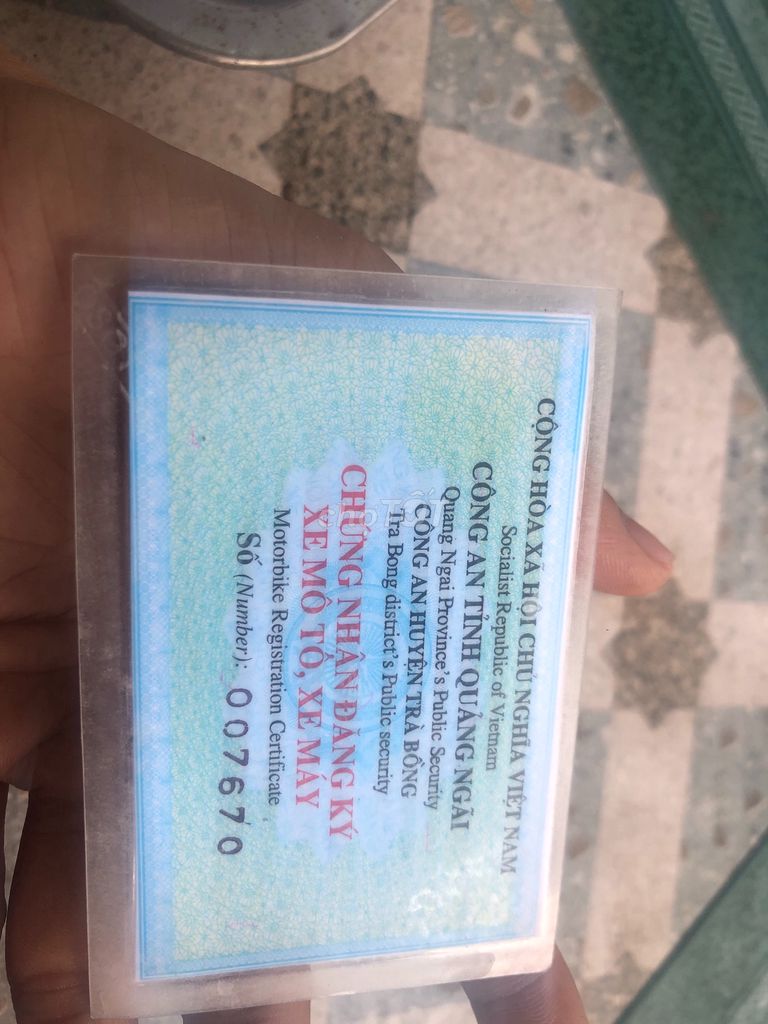 CỘNG HÒA XÃ HỘI CHỦ NGHĨA VIỆT NAM
Socialist Republic of Vietnam
CÔNG AN TỈNH QUẢNG NGÃI
Quang Ngai Province's Public Security
CÔNG AN HUYỆN TRÀ BỒNG
Tra Bong district's Public security
CHỨNG NHẬN ĐĂNG KÝ
XE MÔ TÔ, XE MÁY
Motorbike Registration Certificate
Số (Number): 007670
choTốt